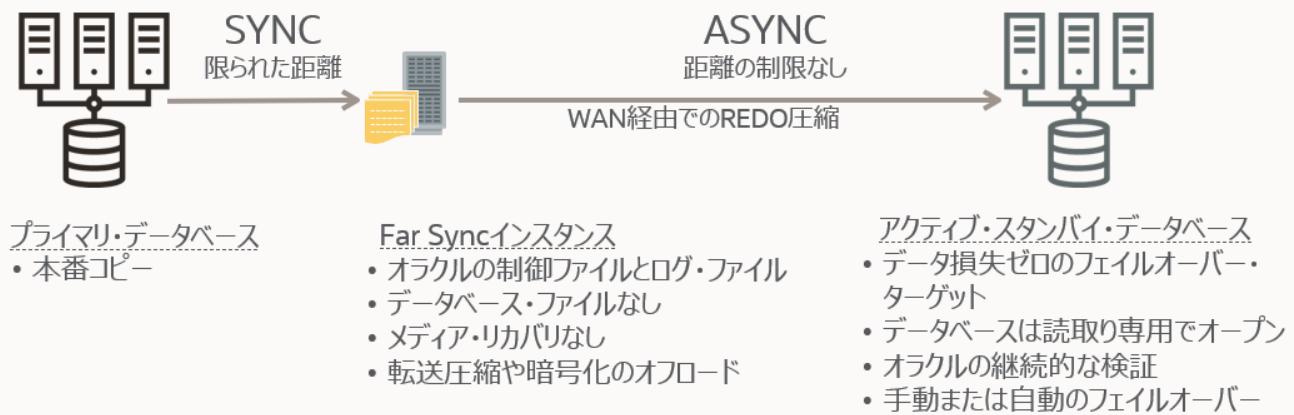 SYNC
限られた距離
ASYNC
距離の制限なし
WAN経由でのREDO圧縮
プライマリ・データベース
• 本番コピー
Far Syncインスタンス
• オラクルの制御ファイルとログ・ファイル
• データベース・ファイルなし
• メディア・リカバリなし
• 転送圧縮や暗号化のオフロード
アクティブ・スタンバイ・データベース
• データ損失ゼロのフェイルオーバー・
ターゲット
• データベースは読取り専用でオープン
• オラクルの継続的な検証
• 手動または自動のフェイルオーバー